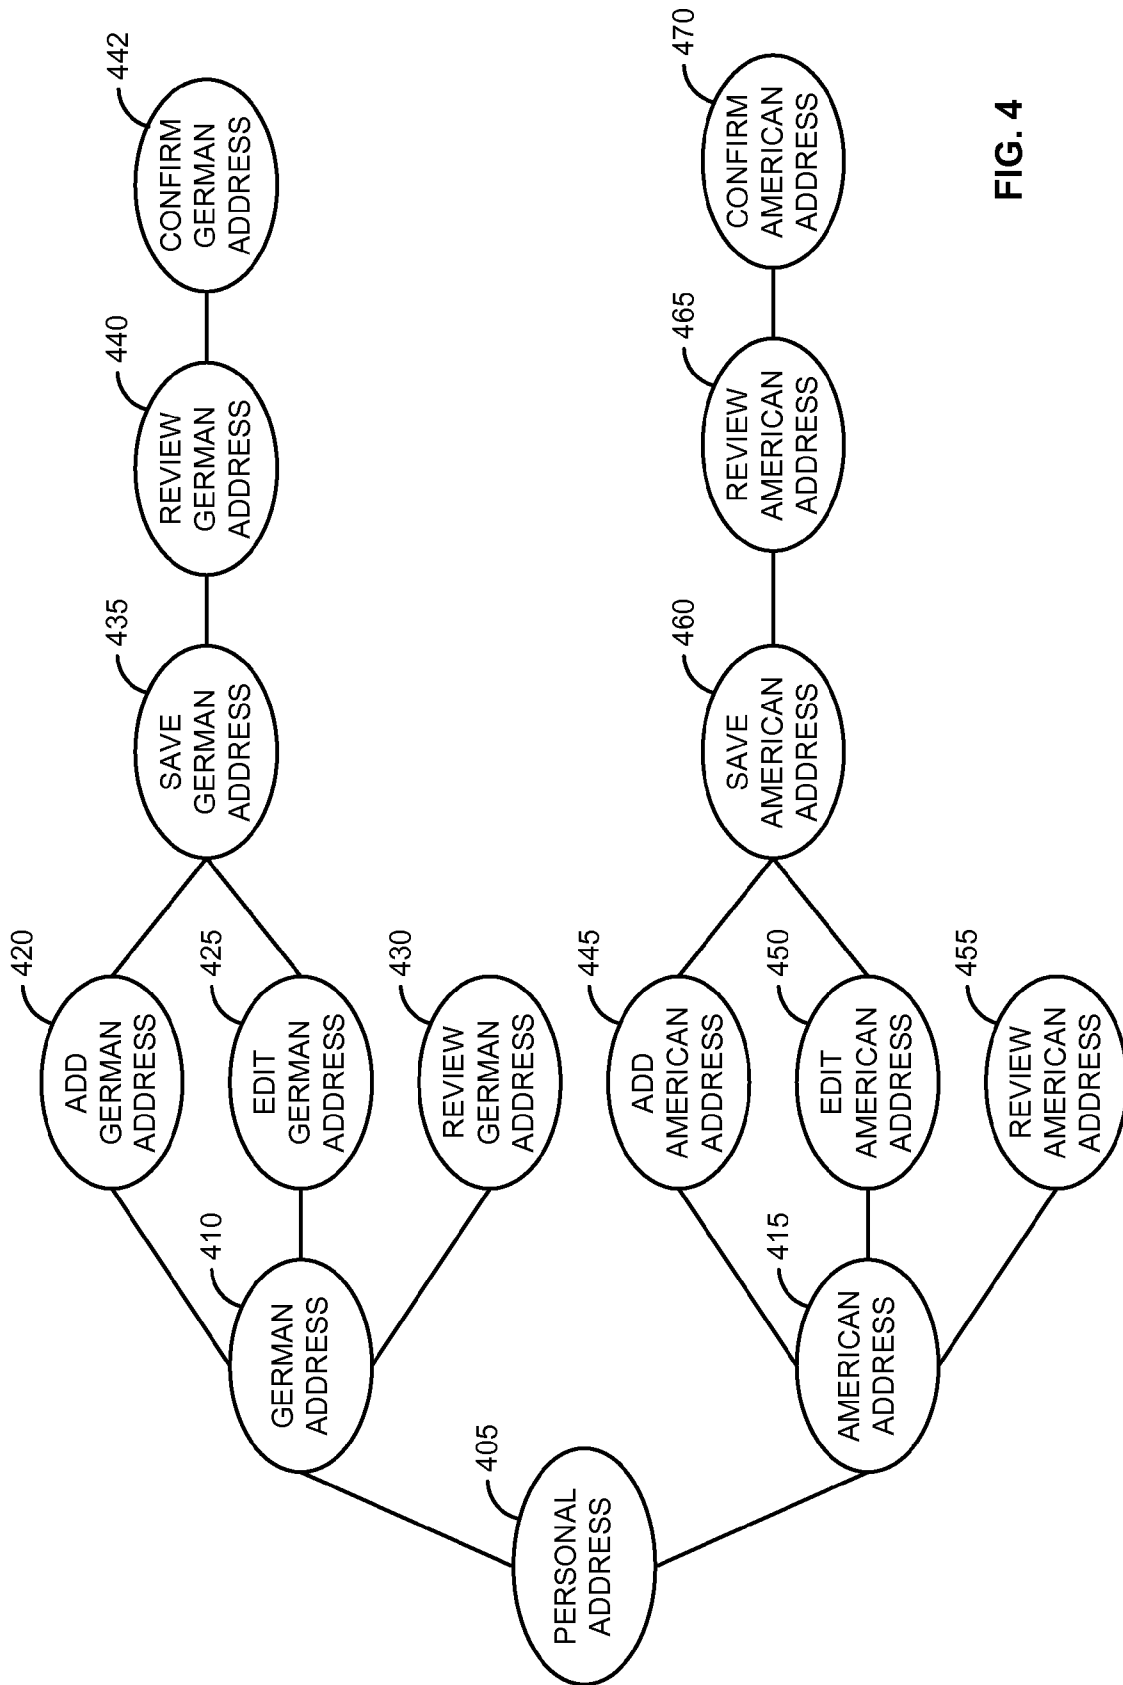 PERSONAL
ADDRESS
405
GERMAN
ADDRESS
410
AMERICAN
ADDRESS
415
ADD
GERMAN
ADDRESS
420
EDIT
GERMAN
ADDRESS
425
REVIEW
GERMAN
ADDRESS
430
SAVE
GERMAN
ADDRESS
435
REVIEW
GERMAN
ADDRESS
440
CONFIRM
GERMAN
ADDRESS
442
ADD
AMERICAN
ADDRESS
445
EDIT
AMERICAN
ADDRESS
450
REVIEW
AMERICAN
ADDRESS
455
SAVE
AMERICAN
ADDRESS
460
REVIEW
AMERICAN
ADDRESS
465
CONFIRM
AMERICAN
ADDRESS
470
FIG. 4